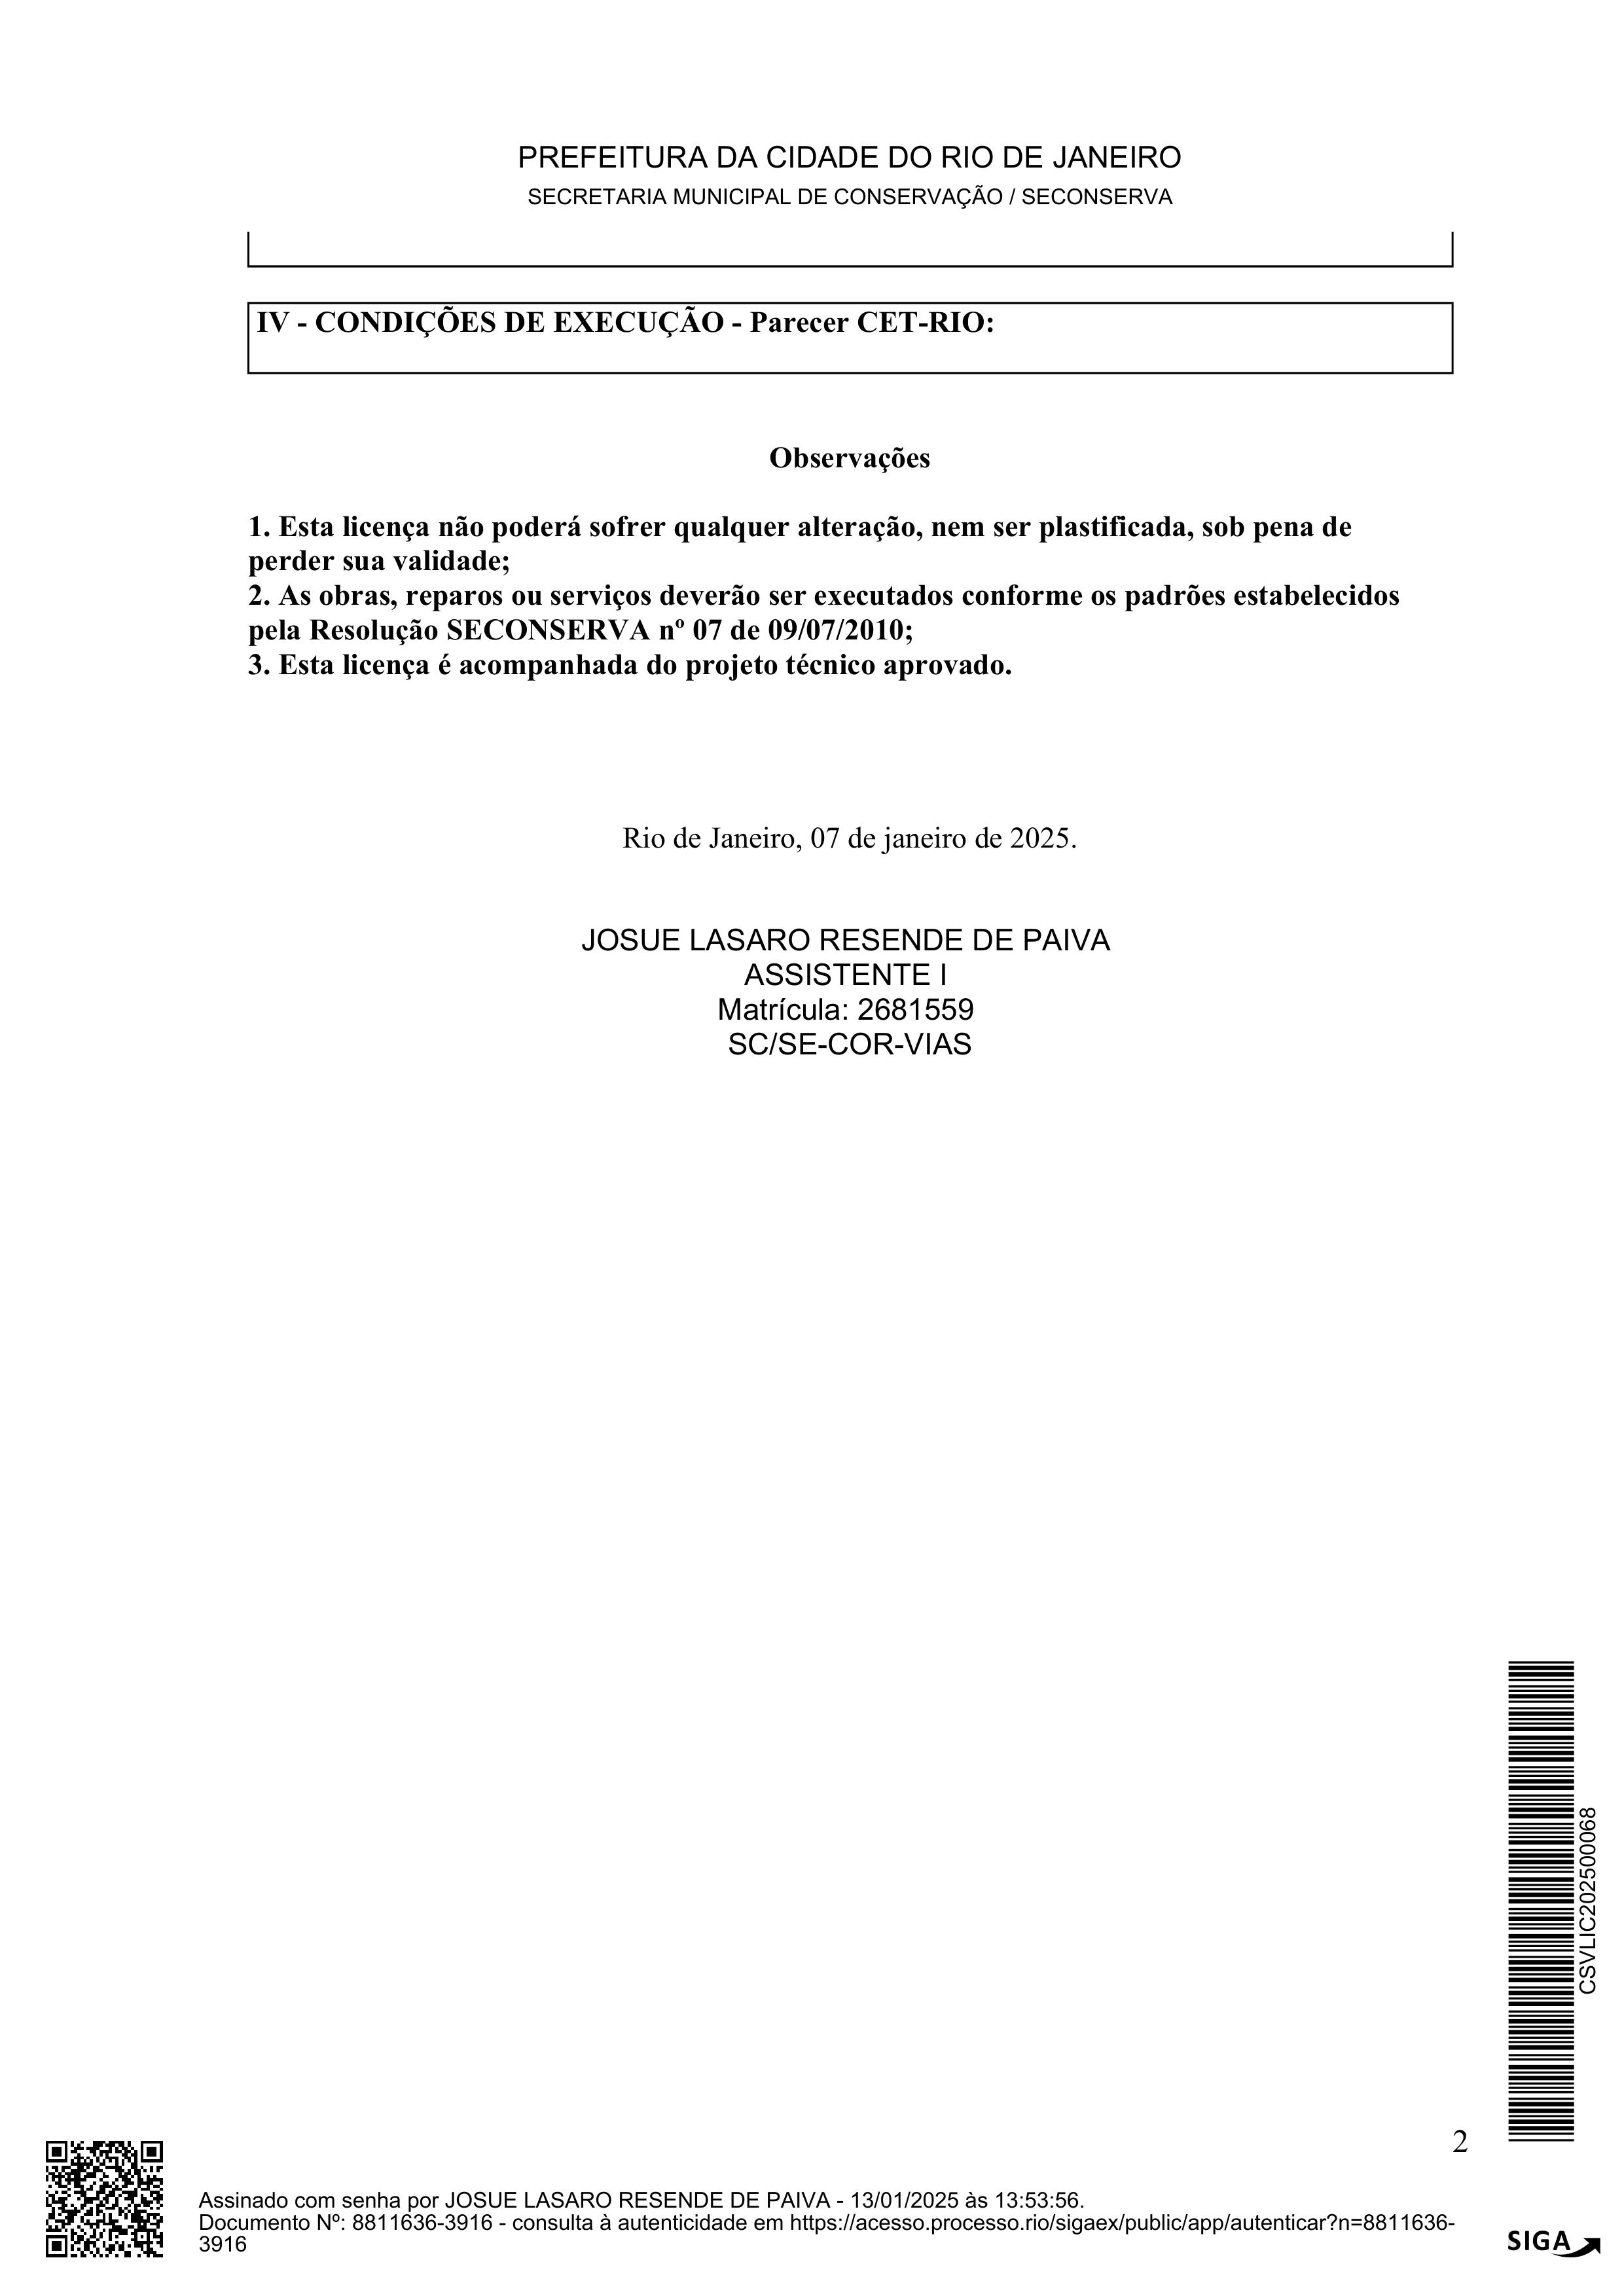 PREFEITURA DA CIDADE DO RIO DE JANEIRO
SECRETARIA MUNICIPAL DE CONSERVAÇÃO / SECONSERVA
IV - CONDIÇÕES DE EXECUÇÃO - Parecer CET-RIO:
Observações
1. Esta licença não poderá sofrer qualquer alteração, nem ser plastificada, sob pena de
perder sua validade;
2. As obras, reparos ou serviços deverão ser executados conforme os padrões estabelecidos
pela Resolução SECONSERVA nº 07 de 09/07/2010;
3. Esta licença é acompanhada do projeto técnico aprovado.
Rio de Janeiro, 07 de janeiro de 2025.
JOSUE LASARO RESENDE DE PAIVA
ASSISTENTE I
Matrícula: 2681559
SC/SE-COR-VIAS
CSVLIC202500068
2
Assinado com senha por JOSUE LASARO RESENDE DE PAIVA - 13/01/2025 às 13:53:56.
Documento Nº: 8811636-3916 - consulta à autenticidade em https://acesso.processo.rio/sigaex/public/app/autenticar?n=8811636-
3916
SIGA